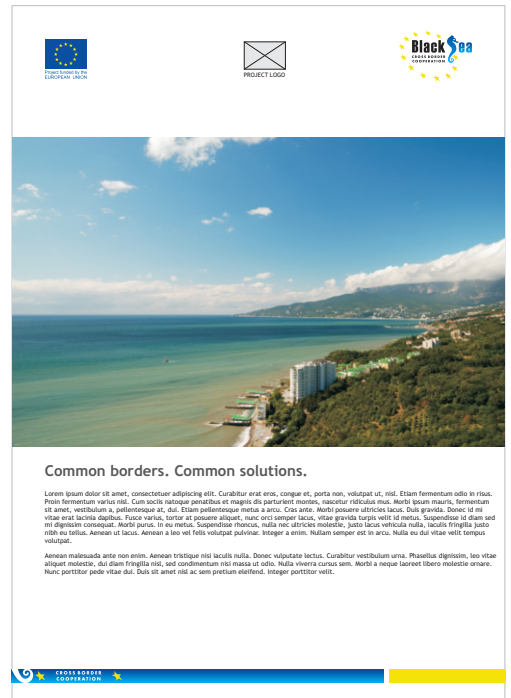 Project funded by the
EUROPEAN UNION
PROJECT LOGO
Black Sea
CROSS BORDER
COOPERATION
Common borders. Common solutions.
Lorem ipsum dolor sit amet, consectetuer adipiscing elit. Curabitur erat eros, congue et, porta non, volutpat ut, nisl. Etiam fermentum odio in risus.
Proin fermentum varius nisl. Cum sociis natoque penatibus et magnis dis parturient montes, nascetur ridiculus mus. Morbi ipsum mauris, fermentum
sit amet, vestibulum a, pellentesque at, dui. Etiam pellentesque metus a arcu. Cras ante. Morbi posuere ultricies lacus. Duis gravida. Donec id mi
vitae erat lacinia dapibus. Fusce varius, tortor at posuere aliquet, nunc orci semper lacus, vitae gravida turpis velit id metus. Suspendisse id diam sed
mi dignissim consequat. Morbi purus. In eu metus. Suspendisse rhoncus, nulla nec ultricies molestie, justo lacus vehicula nulla, iaculis fringilla justo
nibh eu tellus. Aenean ut lacus. Aenean a leo vel felis volutpat pulvinar. Integer a enim. Nullam semper est in arcu. Nulla eu dui vitae velit tempus
volutpat.
Aenean malesuada ante non enim. Aenean tristique nisi iaculis nulla. Donec vulputate lectus. Curabitur vestibulum urna. Phasellus dignissim, leo vitae
aliquet molestie, dui diam fringilla nisl, sed condimentum nisi massa ut odio. Nulla viverra cursus sem. Morbi a neque laoreet libero molestie ornare.
Nunc porttitor pede vitae dui. Duis sit amet nisl ac sem pretium eleifend. Integer porttitor velit.
CROSS BORDER
COOPERATION